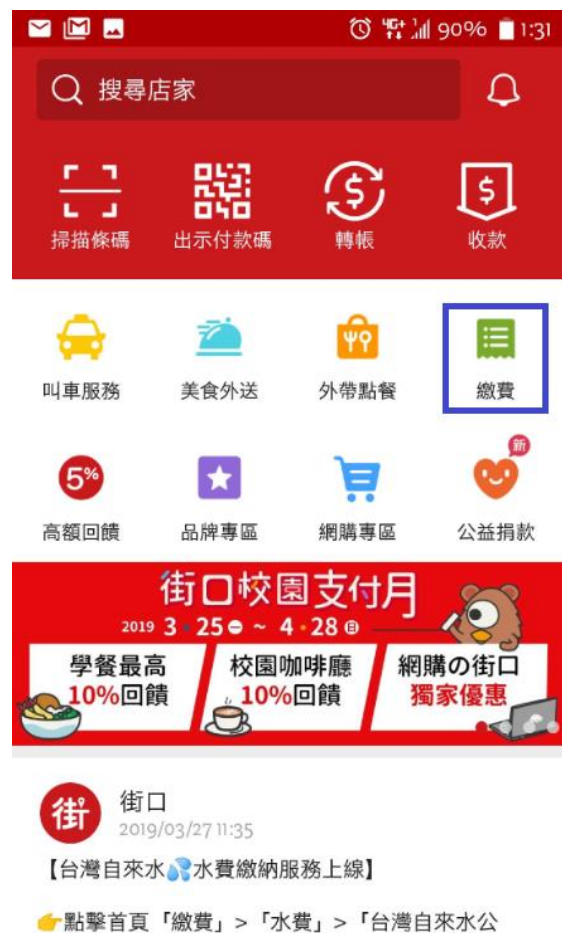 4G+ 90% 1:31
搜尋店家
掃描條碼 出示付款碼 轉帳 收款
叫車服務 美食外送 外帶點餐 繳費
5% 新
高額回饋 品牌專區 網購專區 公益捐款
街口校園支付月
2019 3·25 一 ~ 4·28 日
學餐最高 校園咖啡廳 網購の街口
10%回饋 10%回饋 獨家優惠
街 街口
2019/03/27 11:35
【台灣自來水💦水費繳納服務上線】
👉點擊首頁「繳費」>「水費」>「台灣自來水公